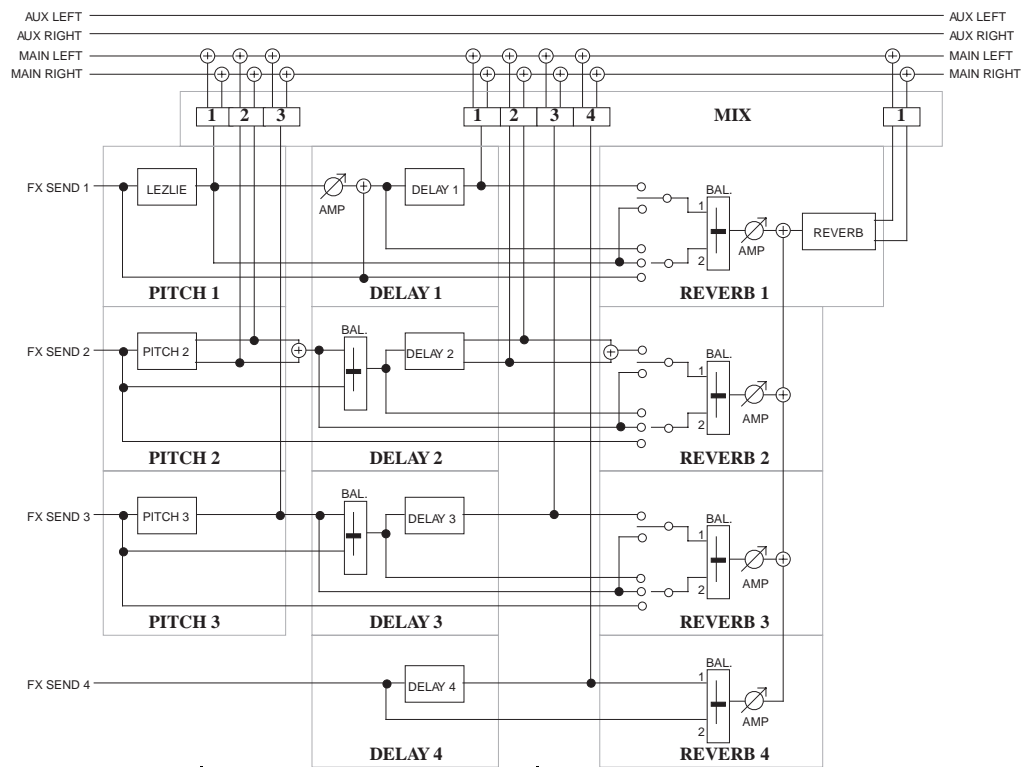 AUX LEFT AUX LEFT
AUX RIGHT AUX RIGHT
MAIN LEFT MAIN LEFT
MAIN RIGHT MAIN RIGHT
1 2 3 1 2 3 4 MIX 1
FX SEND 1 LEZLIE AMP DELAY 1 BAL. 1 2 AMP REVERB
PITCH 1 DELAY 1 REVERB 1
FX SEND 2 PITCH 2 BAL. DELAY 2 BAL. 1 2 AMP
PITCH 2 DELAY 2 REVERB 2
FX SEND 3 PITCH 3 BAL. DELAY 3 BAL. 1 2 AMP
PITCH 3 DELAY 3 REVERB 3
FX SEND 4 DELAY 4 BAL. 1 2 AMP
DELAY 4 REVERB 4